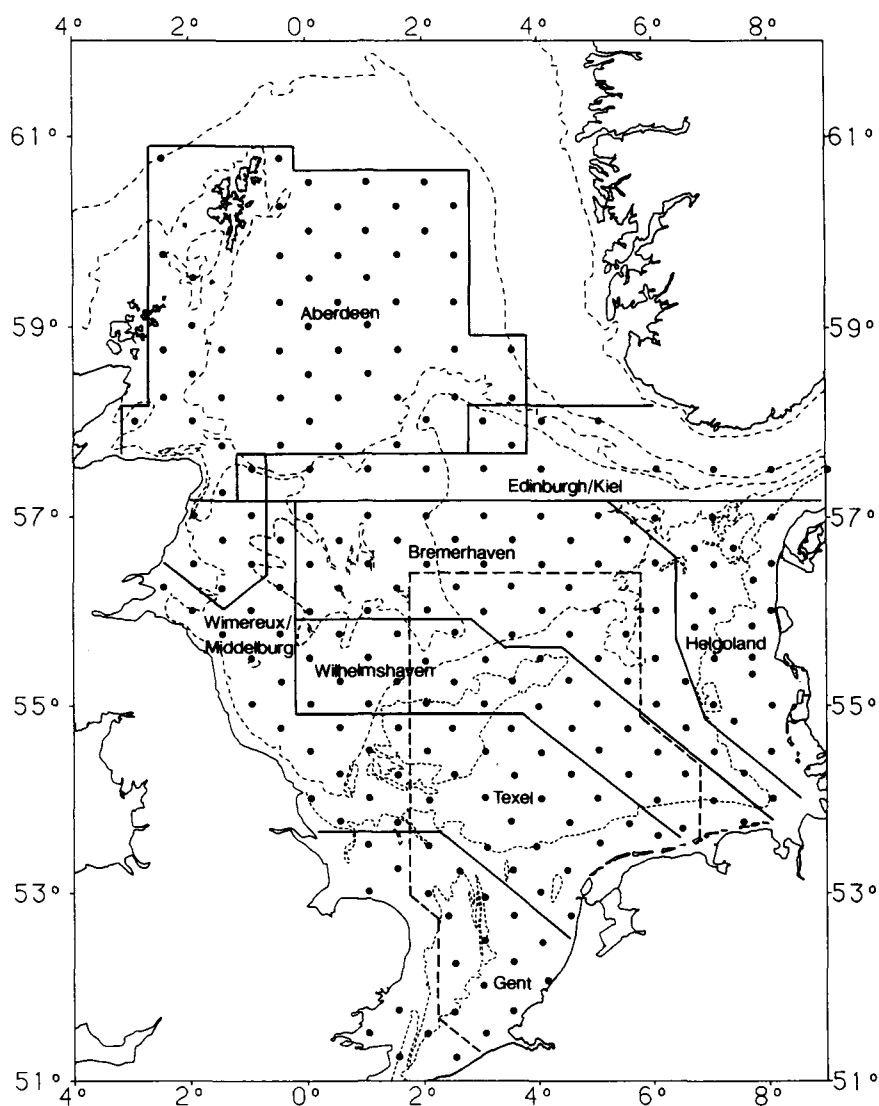 4° 2° 0° 2° 4° 6° 8°
61° 61°
Aberdeen
59° 59°
Edinburgh/Kiel
57° 57°
Bremerhaven
Wimereux/
Middelburg
Helgoland
Wilhelmshaven
55° 55°
Texel
53° 53°
Gent
51° 51°
4° 2° 0° 2° 4° 6° 8°